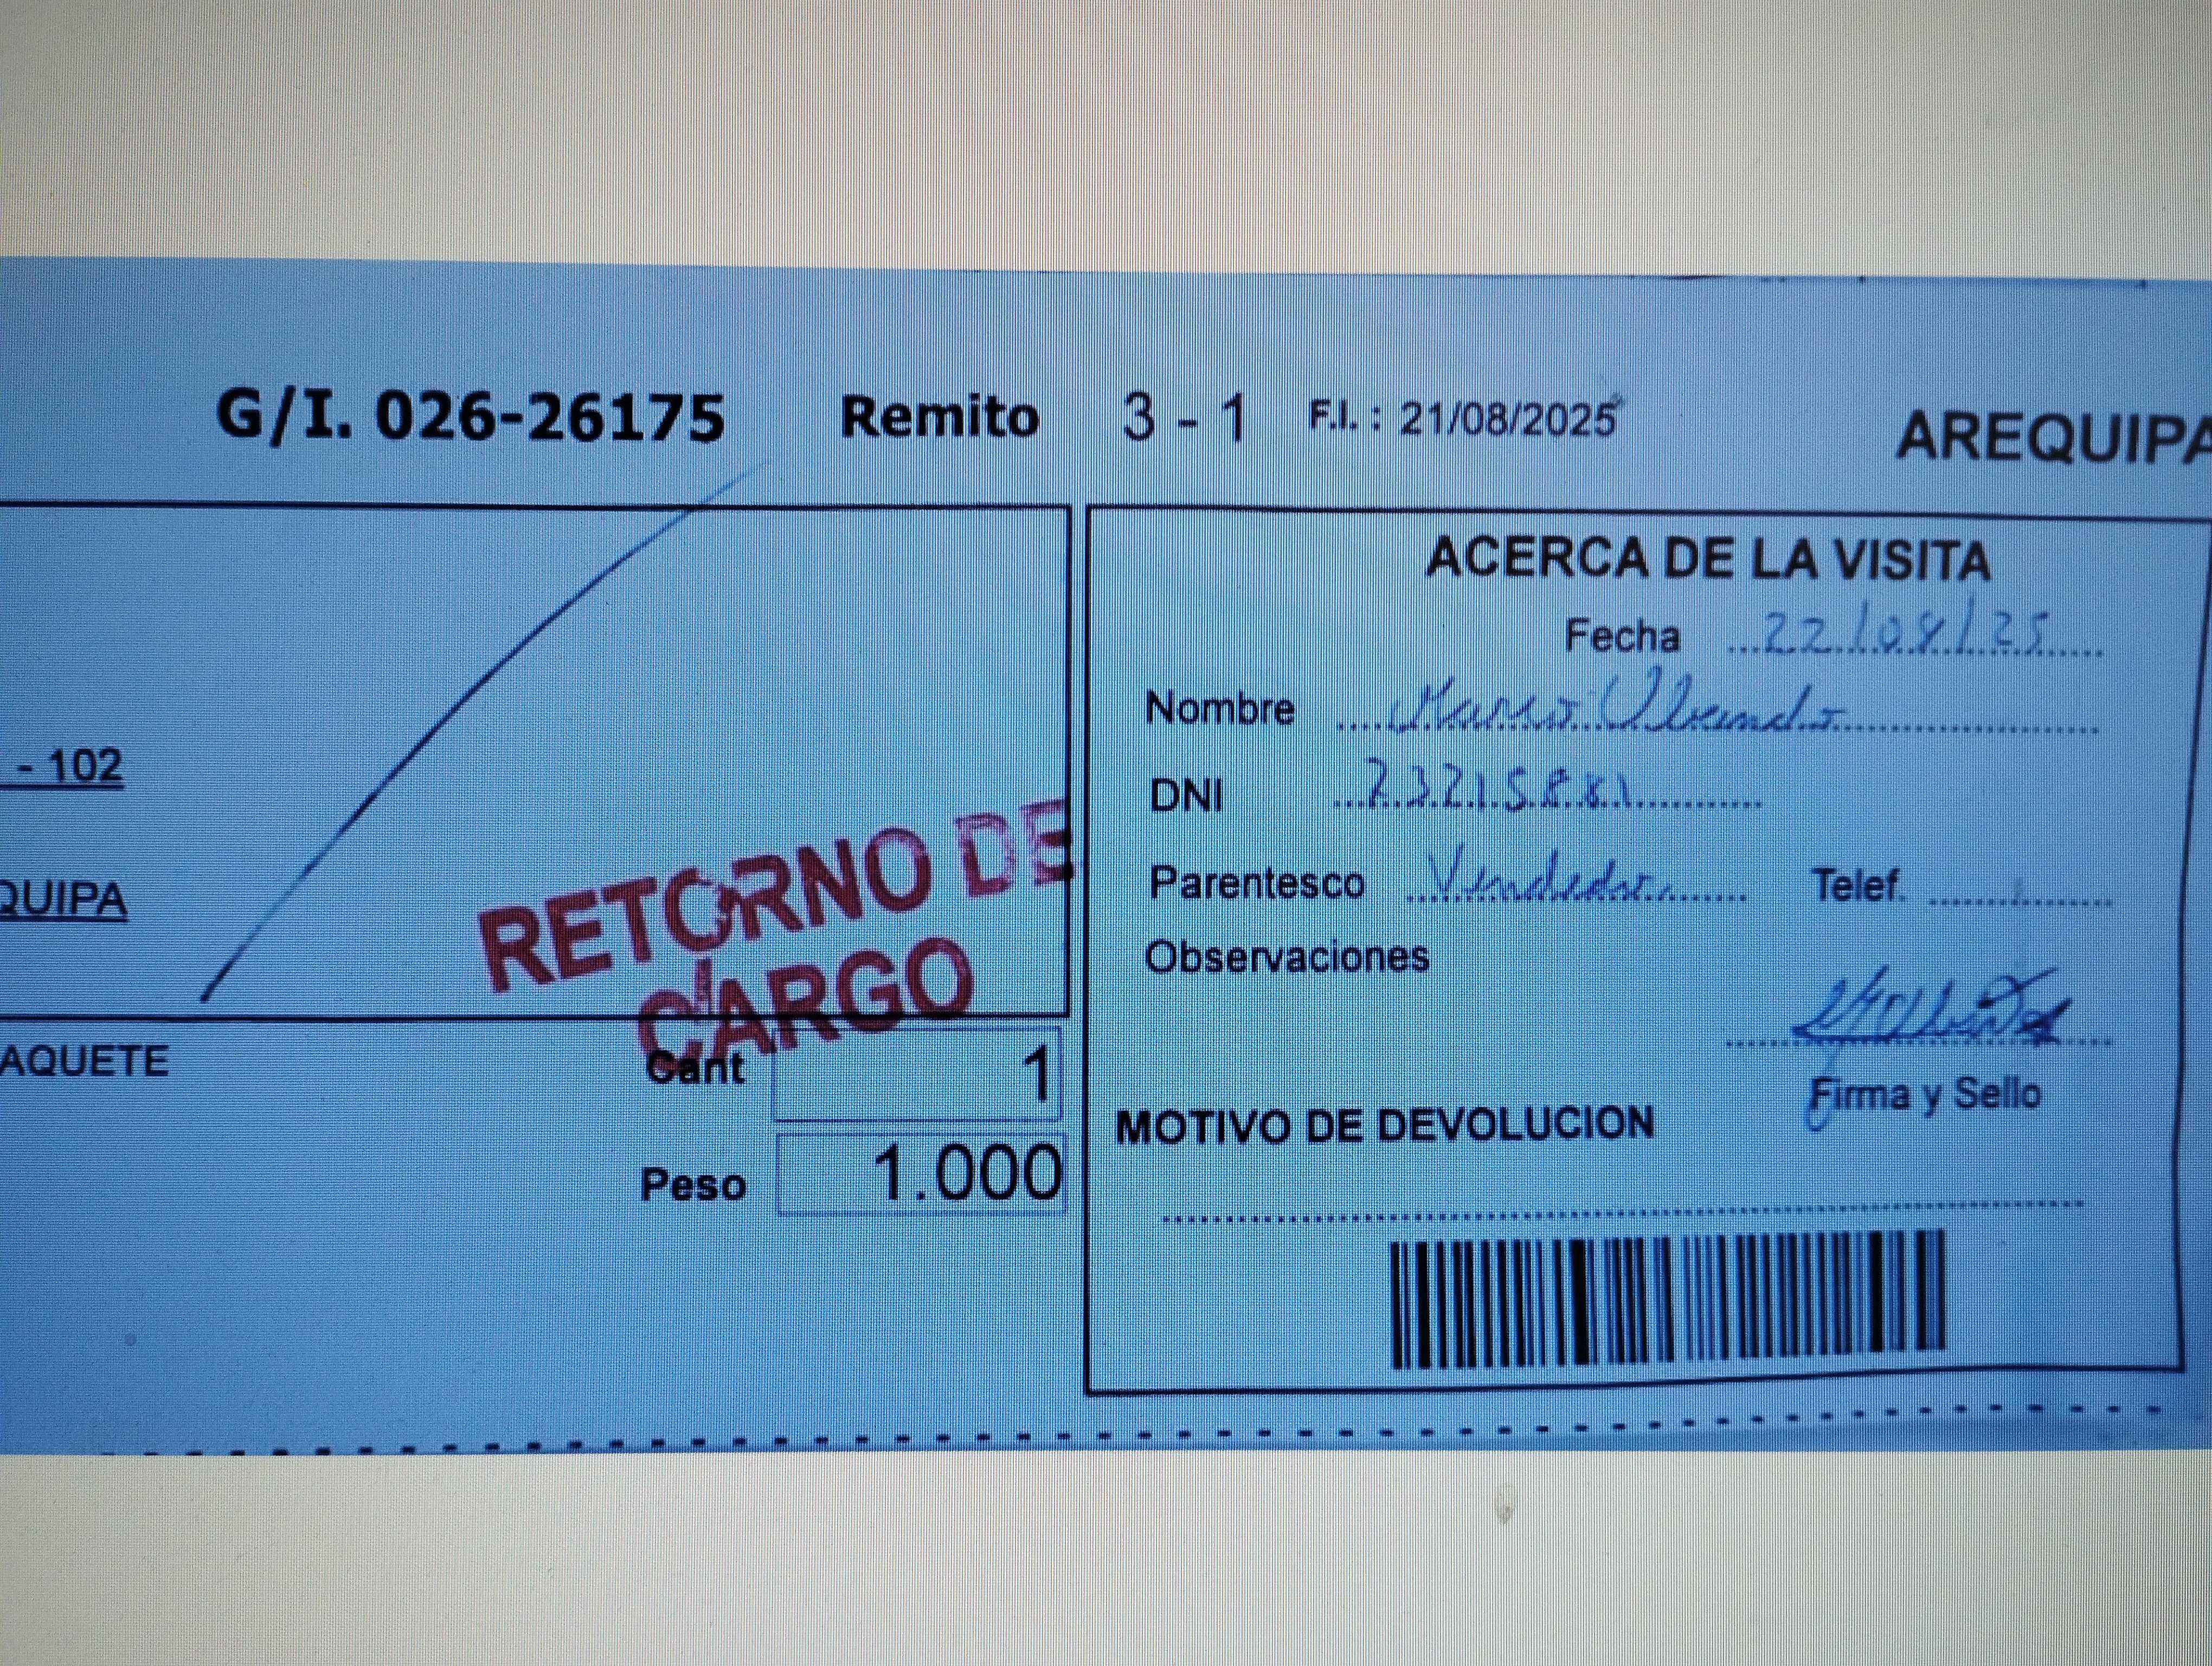 G/I. 026-26175 Remito 3 - 1 F.I. : 21/08/2025 AREQUIPA
ACERCA DE LA VISITA
Fecha 22/08/25
Nombre Marco
DNI
Parentesco Vendedor Telef.
Observaciones
Firma y Sello
MOTIVO DE DEVOLUCION
- 102
QUIPA
RETORNO DE
CARGO
AQUETE
Cant 1
Peso 1.000